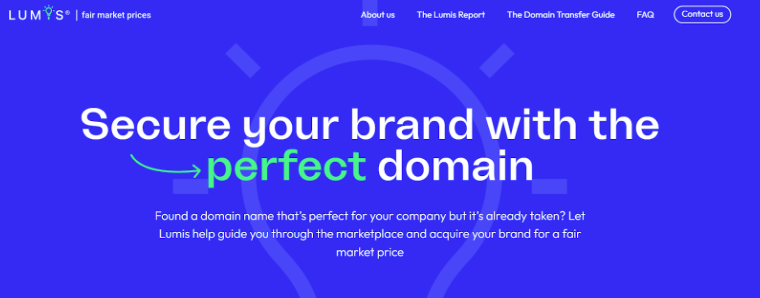 LUMIS® | fair market prices
About us
The Lumis Report
The Domain Transfer Guide
FAQ
Contact us
Secure your brand with the
perfect domain
Found a domain name that's perfect for your company but it's already taken? Let
Lumis help guide you through the marketplace and acquire your brand for a fair
market price